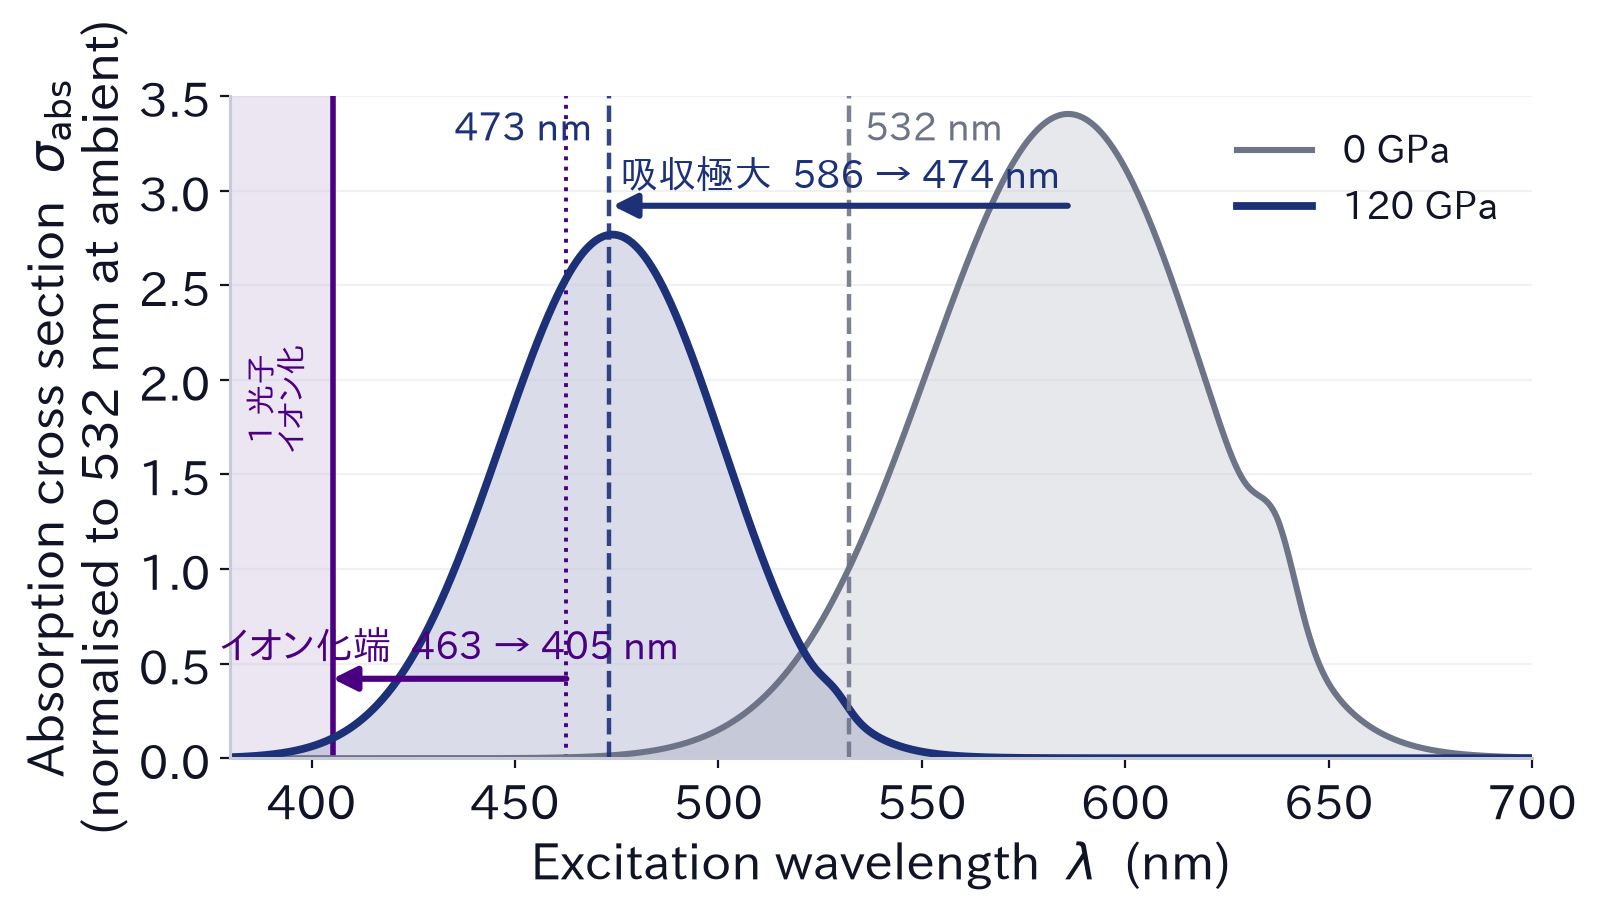 Absorption cross section σabs
(normalised to 532 nm at ambient)
3.5
3.0
2.5
2.0
1.5
1.0
0.5
0.0
473 nm
532 nm
吸収極大 586 → 474 nm
0 GPa
120 GPa
1 光子
イオン化
イオン化端 463 → 405 nm
400 450 500 550 600 650 700
Excitation wavelength λ (nm)